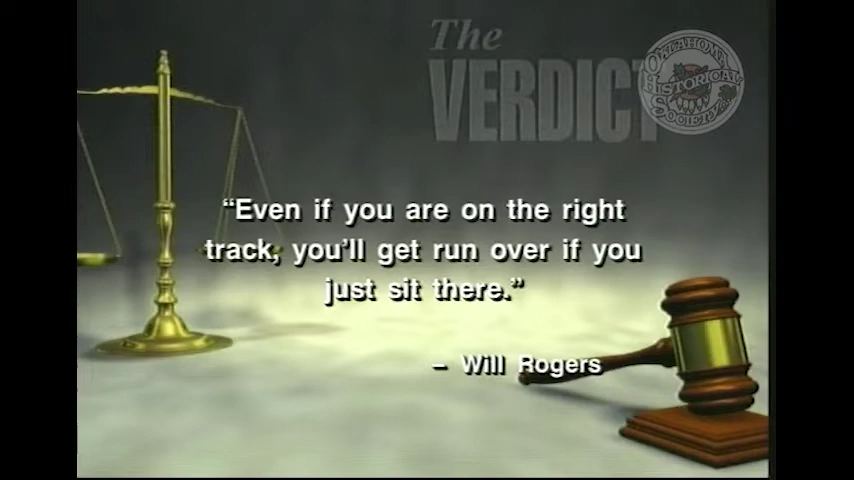 The
VERDICT
OKLAHOMA
HISTORICAL
SOCIETY
“Even if you are on the right
track, you’ll get run over if you
just sit there.”
– Will Rogers